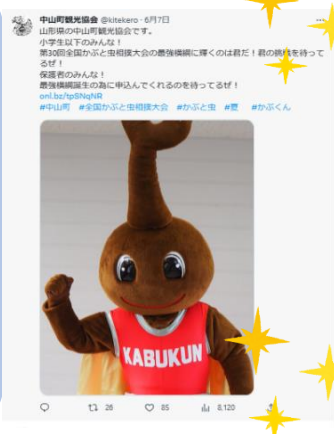 中山町観光協会 @kitekero · 6月7日
山形県の中山町観光協会です。
小学生以下のみんな！
第30回全国かぶと虫相撲大会の最強横綱に輝くのは君だ！君の挑戦を待って
るぜ！
保護者のみんな！
最強横綱誕生の為に申込んでくれるのを待ってるぜ！
onl.bz/tpSNqNR
#中山町 #全国かぶと虫相撲大会 #かぶと虫 #夏 #かぶくん
KABUKUN
26 85 8,120